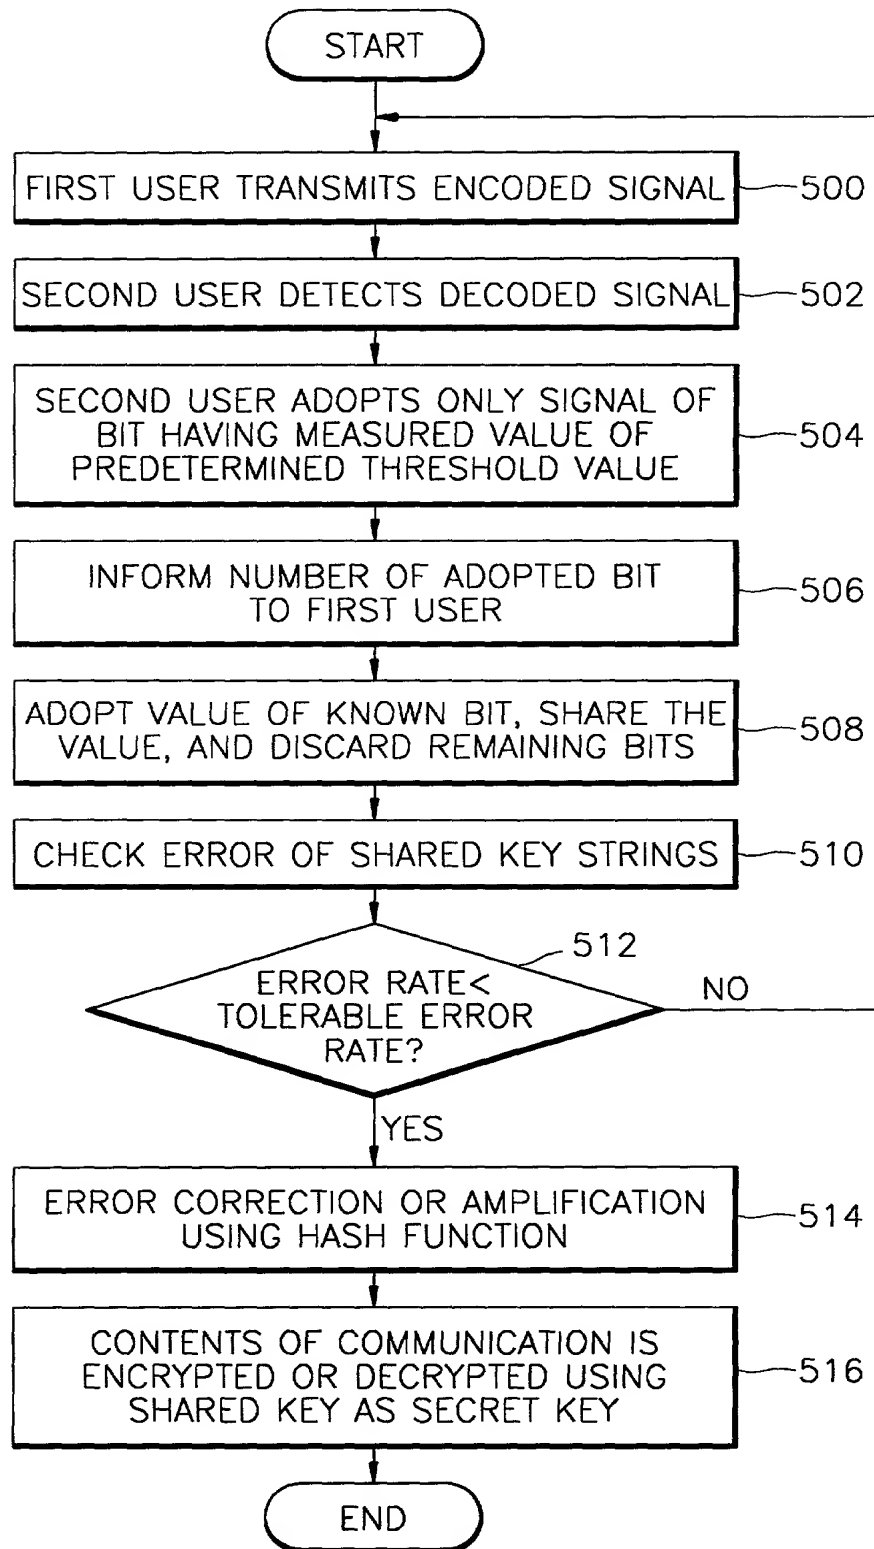 START
FIRST USER TRANSMITS ENCODED SIGNAL
500
SECOND USER DETECTS DECODED SIGNAL
502
SECOND USER ADOPTS ONLY SIGNAL OF
BIT HAVING MEASURED VALUE OF
PREDETERMINED THRESHOLD VALUE
504
INFORM NUMBER OF ADOPTED BIT
TO FIRST USER
506
ADOPT VALUE OF KNOWN BIT, SHARE THE
VALUE, AND DISCARD REMAINING BITS
508
CHECK ERROR OF SHARED KEY STRINGS
510
512
ERROR RATE<
TOLERABLE ERROR
RATE?
NO
YES
ERROR CORRECTION OR AMPLIFICATION
USING HASH FUNCTION
514
CONTENTS OF COMMUNICATION IS
ENCRYPTED OR DECRYPTED USING
SHARED KEY AS SECRET KEY
516
END